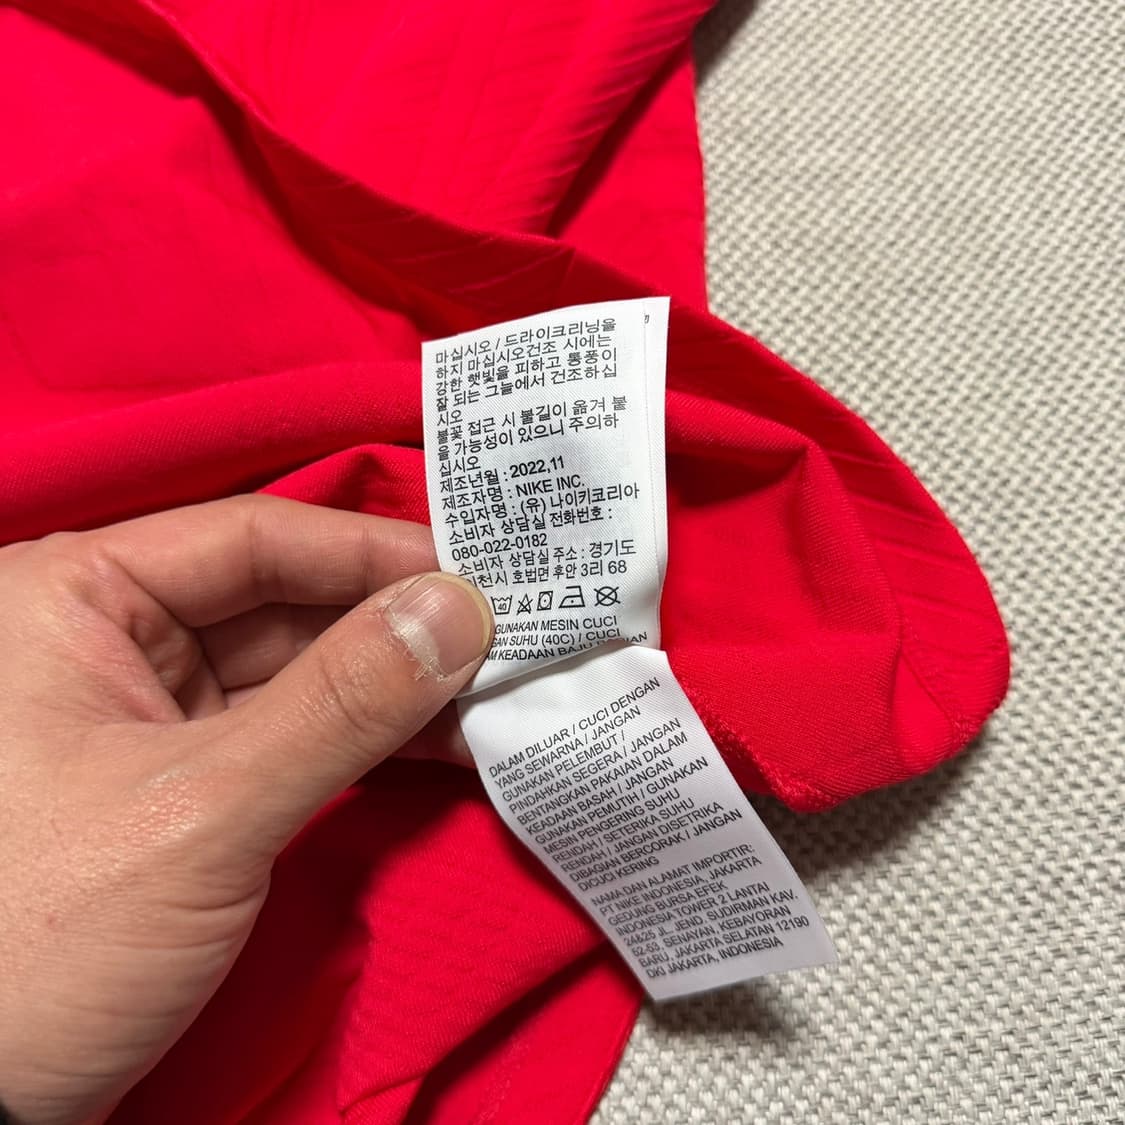 마십시오 / 드라이크리닝을
하지 마십시오건조 시에는
강한 햇빛을 피하고 통풍이
잘 되는 그늘에서 건조하십
시오
불꽃 접근 시 불길이 옮겨 붙
을 가능성이 있으니 주의하
십시오
제조년월 : 2022,11
제조자명 : NIKE INC.
수입자명 : (유) 나이키코리아
소비자 상담실 전화번호 :
080-022-0182
소비자 상담실 주소 : 경기도
천시 호법면 후안 3리 68
40
GUNAKAN MESIN CUCI
SUHU (40C) / CUCI
KEADAAN BAJU
DALAM DILUAR / CUCI DENGAN
YANG SEWARNA / JANGAN
GUNAKAN PELEMBUT /
PINDAHKAN SEGERA / JANGAN
BENTANGKAN PAKAIAN DALAM
KEADAAN BASAH / JANGAN
GUNAKAN PEMUTIH / GUNAKAN
MESIN PENGERING SUHU
RENDAH / SETERIKA SUHU
RENDAH / JANGAN DISETRIKA
DIBAGIAN BERCORAK / JANGAN
DICUCI KERING
NAMA DAN ALAMAT IMPORTIR:
PT NIKE INDONESIA, JAKARTA
GEDUNG BURSA EFEK
INDONESIA TOWER 2 LANTAI
24&25 JL. JEND. SUDIRMAN KAV.
52-53, SENAYAN, KEBAYORAN
BARU, JAKARTA SELATAN 12190
DKI JAKARTA, INDONESIA